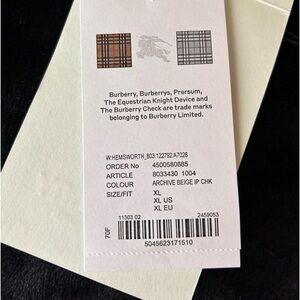 Burberry, Burberrys, Prorsum,
The Equestrian Knight Device and
The Burberry Check are trade marks
belonging to Burberry Limited.
W:HEMSWORTH_803:122792:A7028
ORDER No 4500580885
ARTICLE 8033430 1004
COLOUR ARCHIVE BEIGE IP CHK
SIZE/FIT XL
XL US
XL EU
11303 02 2459053
70F
5045623171510